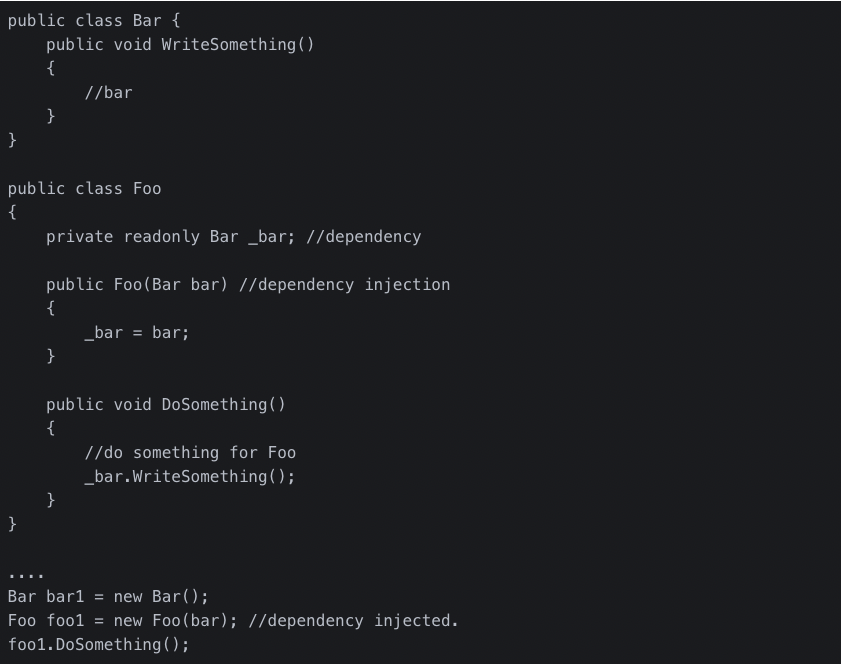 public class Bar {
    public void WriteSomething()
    {
        //bar
    }
}

public class Foo
{
    private readonly Bar _bar; //dependency

    public Foo(Bar bar) //dependency injection
    {
        _bar = bar;
    }

    public void DoSomething()
    {
        //do something for Foo
        _bar.WriteSomething();
    }
}

....
Bar bar1 = new Bar();
Foo foo1 = new Foo(bar); //dependency injected.
foo1.DoSomething();